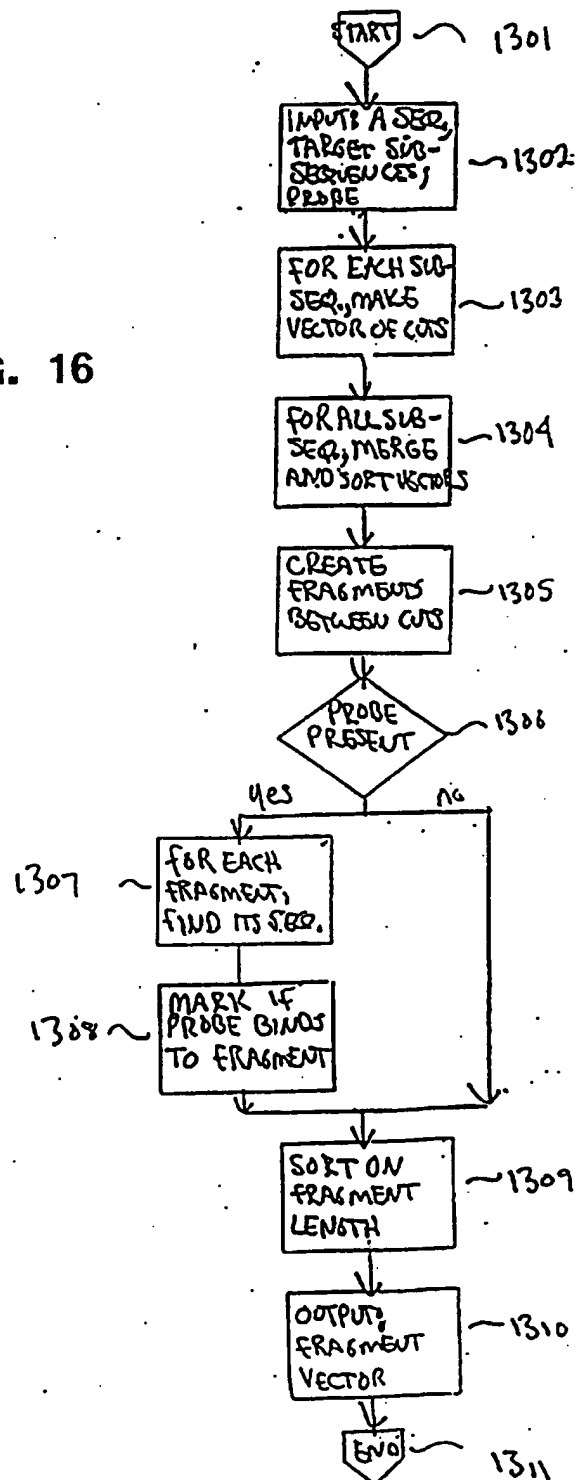 START
1301
INPUT: A SEQ,
TARGET SUB-
SEQUENCES,
PROBE
1302
FOR EACH SUB-
SEQ., MAKE
VECTOR OF CUTS
1303
G. 16
FOR ALL SUB-
SEQ., MERGE
AND SORT VECTORS
1304
CREATE
FRAGMENTS
BETWEEN CUTS
1305
PROBE
PRESENT
1306
yes
no
1307
FOR EACH
FRAGMENT,
FIND ITS SEQ.
1308
MARK IF
PROBE BINDS
TO FRAGMENT
SORT ON
FRAGMENT
LENGTH
1309
OUTPUT:
FRAGMENT
VECTOR
1310
END
1311